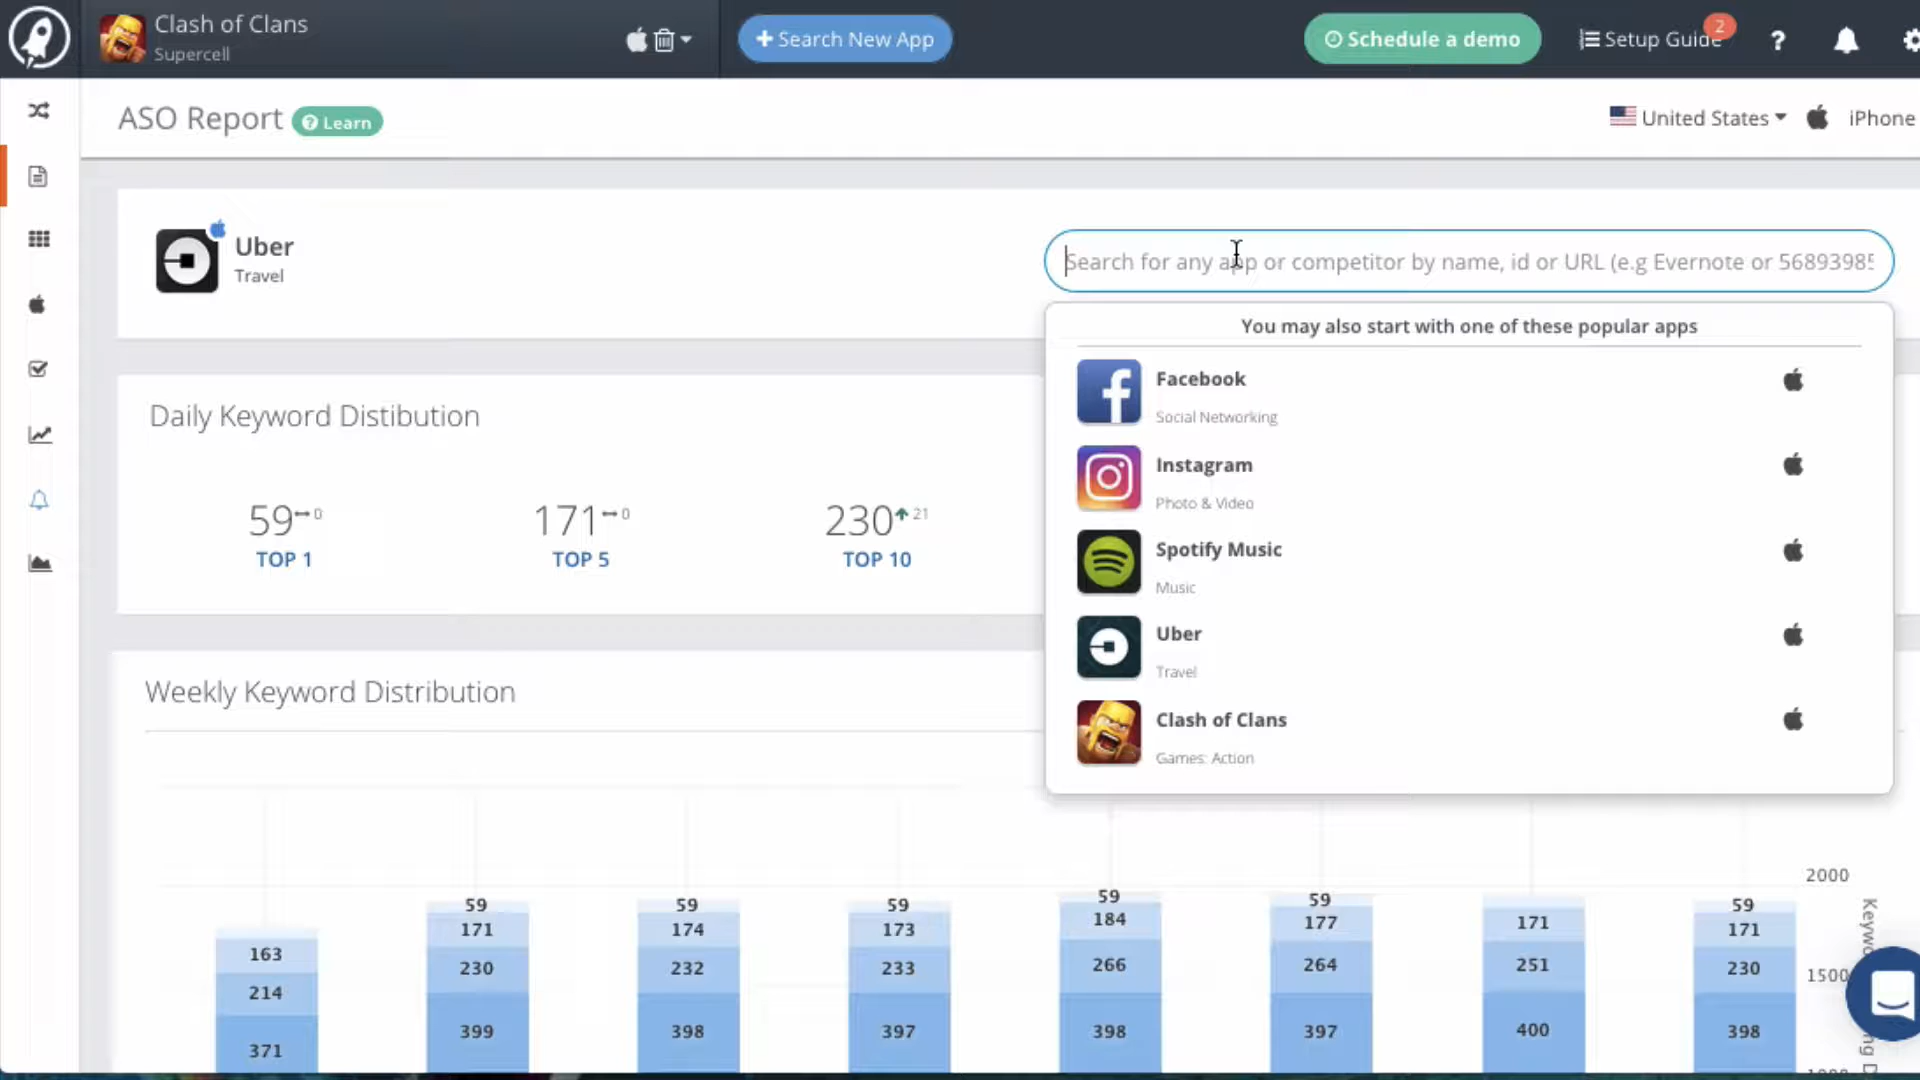 Clash of Clans
Supercell
+ Search New App
Schedule a demo
Setup Guide
2
?
ASO Report
? Learn
United States
iPhone
Uber
Travel
Search for any app or competitor by name, id or URL (e.g Evernote or 56893985
You may also start with one of these popular apps
Facebook
Social Networking
Instagram
Photo & Video
Spotify Music
Music
Uber
Travel
Clash of Clans
Games: Action
Daily Keyword Distibution
59 0
171 0
230 21
TOP 1
TOP 5
TOP 10
Weekly Keyword Distribution
2000
1500
163
214
371
59
171
230
399
59
174
232
398
59
173
233
397
59
184
266
398
59
177
264
397
171
251
400
59
171
230
398